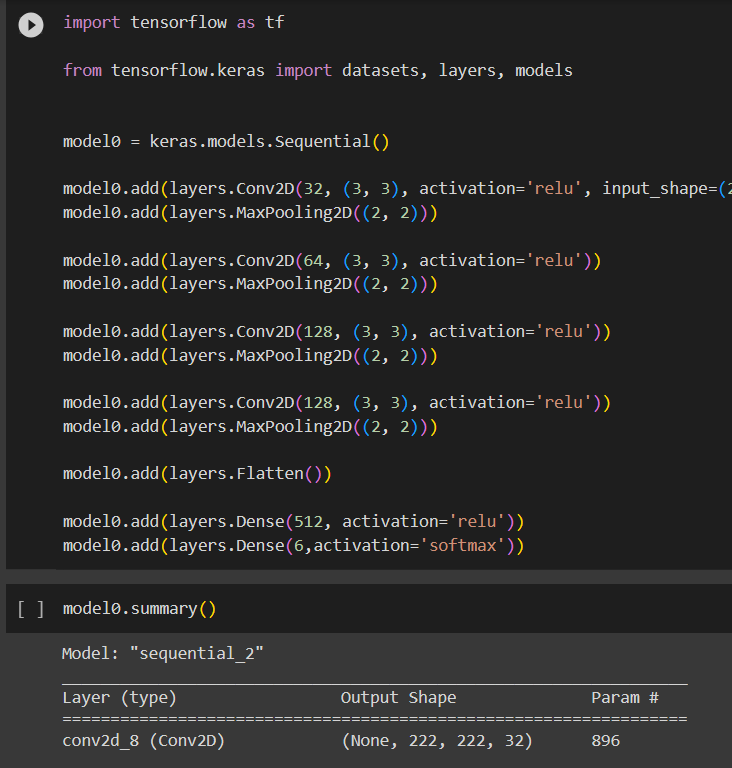 import tensorflow as tf
from tensorflow.keras import datasets, layers, models
model0 = keras.models.Sequential()
model0.add(layers.Conv2D(32, (3, 3), activation='relu', input_shape=(2
model0.add(layers.MaxPooling2D((2, 2)))
model0.add(layers.Conv2D(64, (3, 3), activation='relu'))
model0.add(layers.MaxPooling2D((2, 2)))
model0.add(layers.Conv2D(128, (3, 3), activation='relu'))
model0.add(layers.MaxPooling2D((2, 2)))
model0.add(layers.Conv2D(128, (3, 3), activation='relu'))
model0.add(layers.MaxPooling2D((2, 2)))
model0.add(layers.Flatten())
model0.add(layers.Dense(512, activation='relu'))
model0.add(layers.Dense(6,activation='softmax'))
[ ] model0.summary()
Model: "sequential_2"
_________________________________________________________________
Layer (type) Output Shape Param #
=================================================================
conv2d_8 (Conv2D) (None, 222, 222, 32) 896